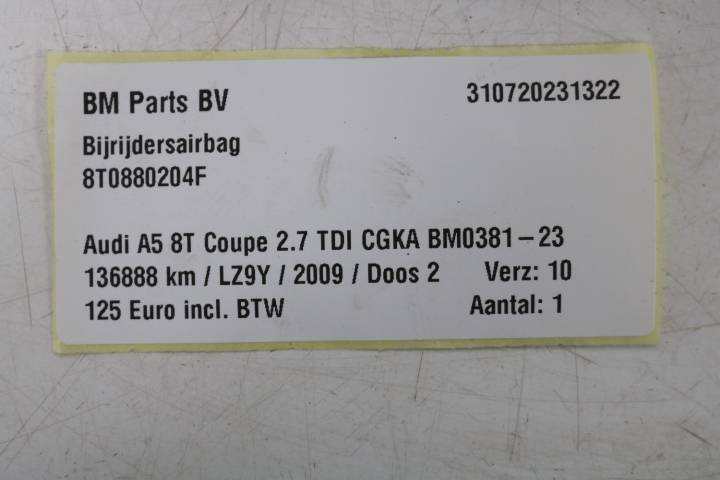 BM Parts BV 310720231322
Bijrijdersairbag
8T0880204F
Audi A5 8T Coupe 2.7 TDI CGKA BM0381-23
136888 km / LZ9Y / 2009 / Doos 2 Verz: 10
125 Euro incl. BTW Aantal: 1